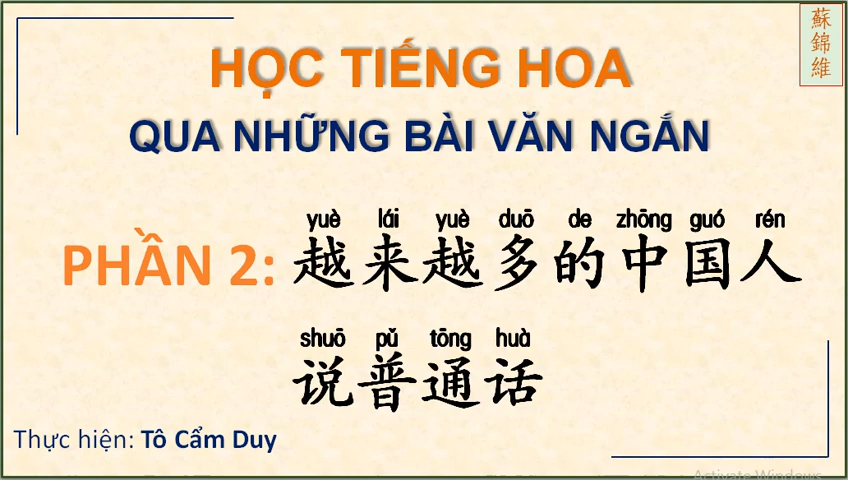 蘇錦維
HỌC TIẾNG HOA
QUA NHỮNG BÀI VĂN NGẮN
yuè lái yuè duō de zhōng guó rén
PHẦN 2: 越来越多的中国人
shuō pǔ tōng huà
说普通话
Thực hiện: Tô Cẩm Duy
Activate Windows